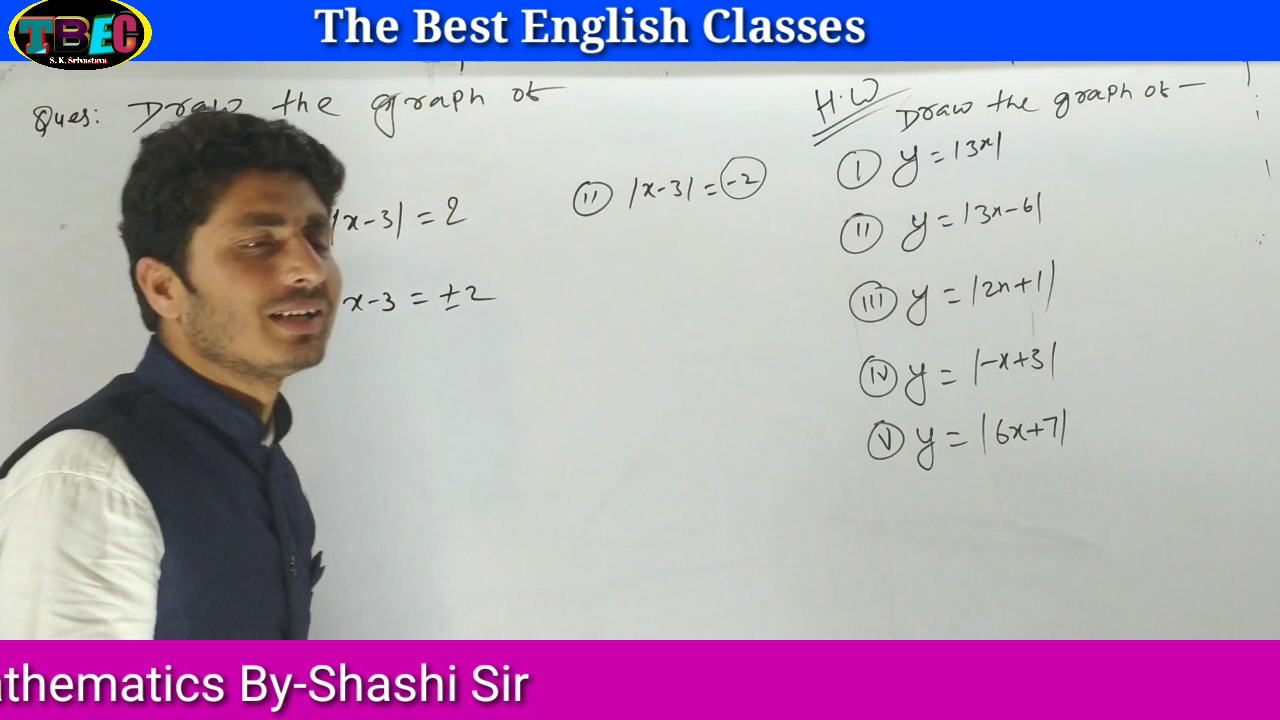 TBEC
S. K. Srivastava
The Best English Classes
Ques: Draw the graph of
|x-3| = 2
x-3 = ±2
(ii) |x-3| = -2
H.W Draw the graph of —
(i) y = |3x|
(ii) y = |3x-6|
(iii) y = |2x+1|
(iv) y = |-x+3|
(v) y = |6x+7|
athematics By-Shashi Sir